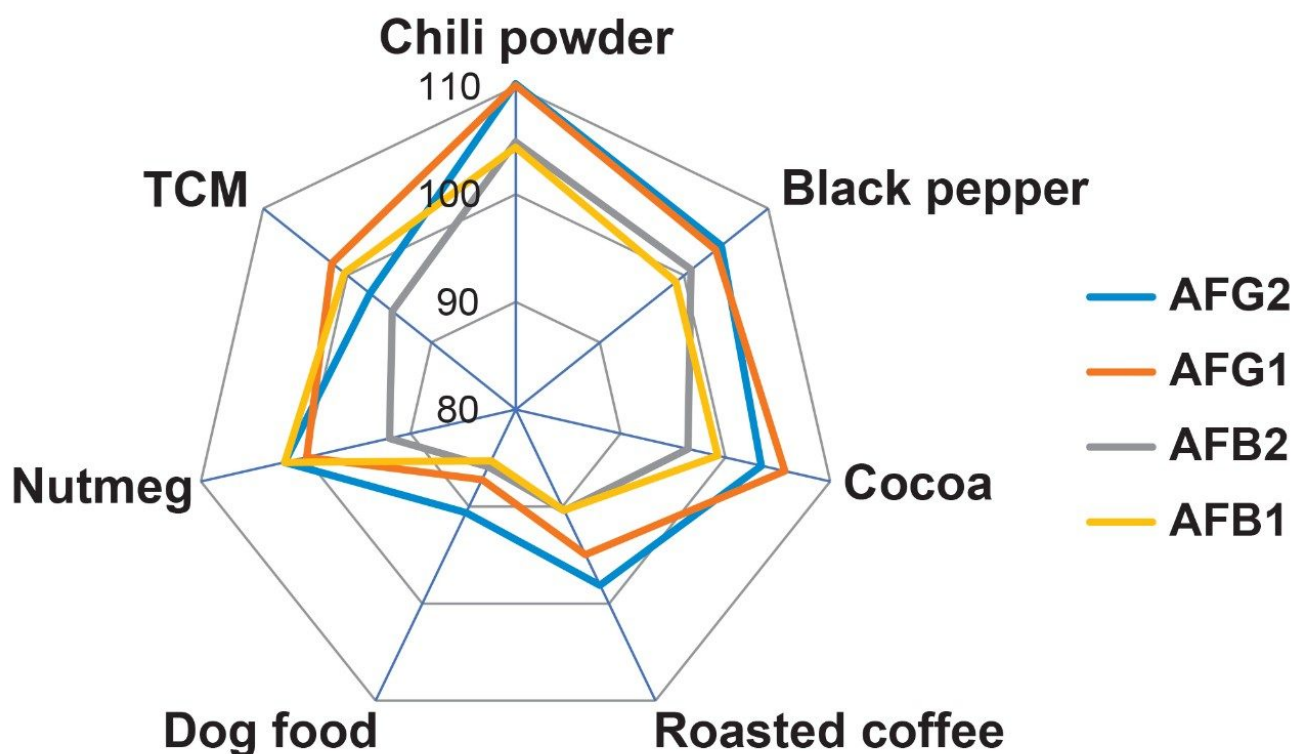 Chili powder
110
TCM
100
Black pepper
90
80
AFG2
AFG1
AFB2
AFB1
Nutmeg
Cocoa
Dog food
Roasted coffee